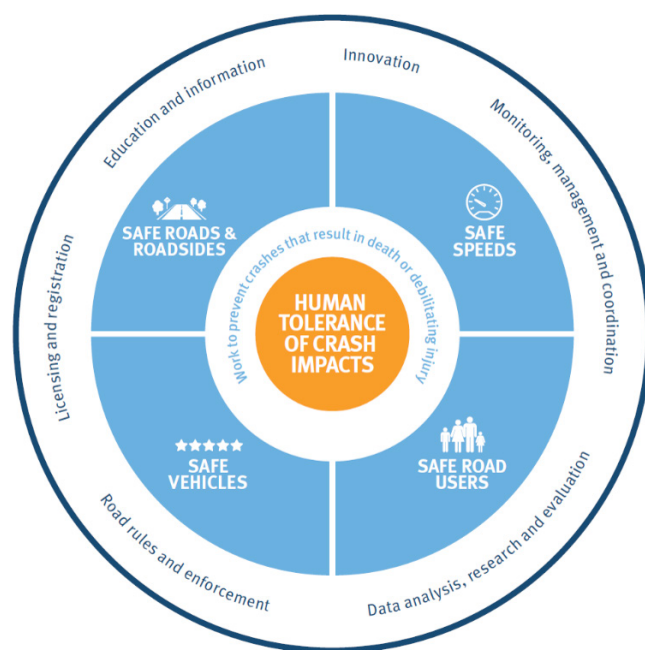 Innovation
Monitoring, management and coordination
Data analysis, research and evaluation
Road rules and enforcement
Licensing and registration
Education and information
SAFE ROADS &
ROADSIDES
SAFE
SPEEDS
SAFE ROAD
USERS
SAFE
VEHICLES
Work to prevent crashes that result in death or debilitating injury
HUMAN
TOLERANCE
OF CRASH
IMPACTS